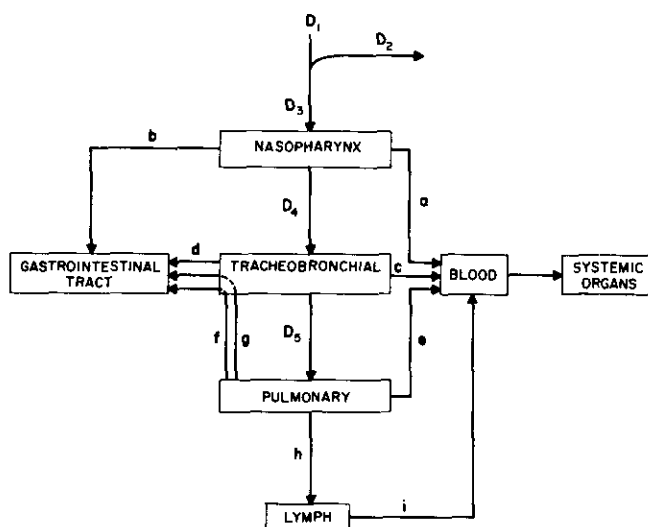 D1
D2
D3
b
NASOPHARYNX
D4
a
d
GASTROINTESTINAL
TRACT
TRACHEOBRONCHIAL
c
BLOOD
SYSTEMIC
ORGANS
f
g
D5
e
PULMONARY
h
LYMPH
i